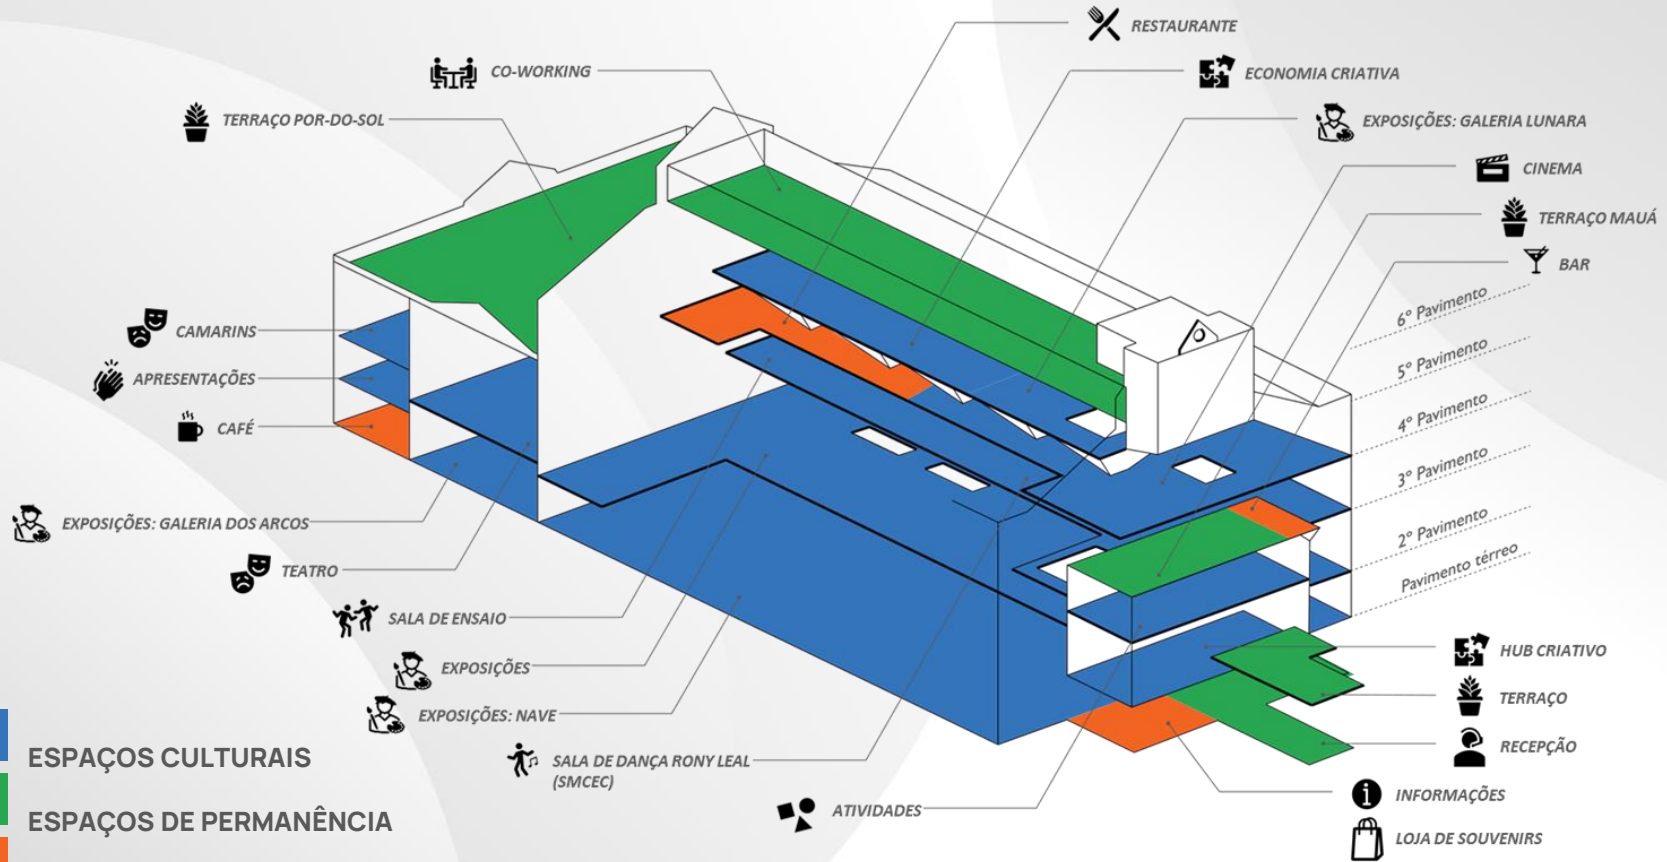 RESTAURANTE
CO-WORKING
ECONOMIA CRIATIVA
TERRAÇO POR-DO-SOL
EXPOSIÇÕES: GALERIA LUNARA
CINEMA
TERRAÇO MAUÁ
BAR
6º Pavimento
5º Pavimento
4º Pavimento
3º Pavimento
2º Pavimento
Pavimento térreo
CAMARINS
APRESENTAÇÕES
CAFÉ
EXPOSIÇÕES: GALERIA DOS ARCOS
TEATRO
SALA DE ENSAIO
EXPOSIÇÕES
EXPOSIÇÕES: NAVE
SALA DE DANÇA RONY LEAL
(SMCEC)
ATIVIDADES
HUB CRIATIVO
TERRAÇO
RECEPÇÃO
INFORMAÇÕES
LOJA DE SOUVENIRS
ESPAÇOS CULTURAIS
ESPAÇOS DE PERMANÊNCIA